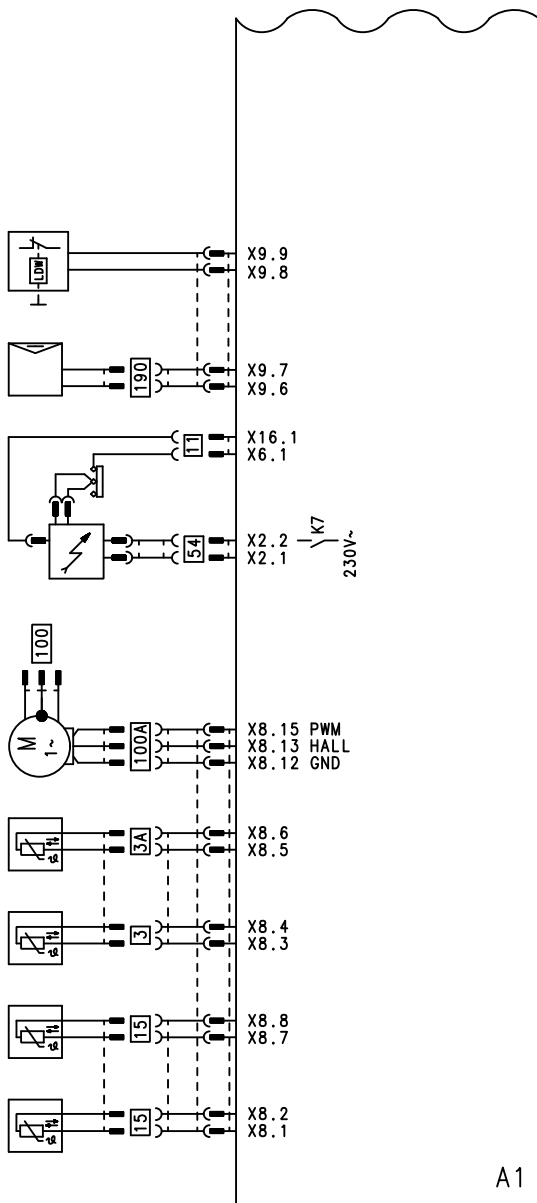 X9.9
LDW
X9.8
X9.7
190
X9.6
X16.1
11
X6.1
K7
X2.2
54
X2.1
230V~
100
X8.15 PWM
M
1~
100A
X8.13 HALL
X8.12 GND
X8.6
3A
X8.5
ϑ
X8.4
3
X8.3
ϑ
X8.8
15
X8.7
ϑ
X8.2
15
X8.1
ϑ
A1